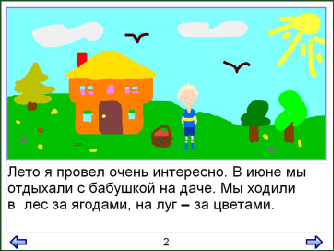 Лето я провел очень интересно. В июне мы
отдыхали с бабушкой на даче. Мы ходили
в лес за ягодами, на луг – за цветами.
2